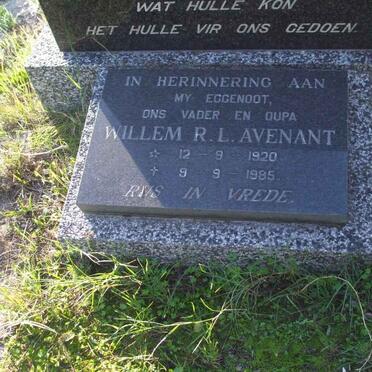 WAT HULLE KON
HET HULLE VIR ONS GEDOEN.
IN HERINNERING AAN
MY EGGENOOT,
ONS VADER EN OUPA
WILLEM R. L. AVENANT
☆ 12 - 9 - 1920
† 9 - 9 - 1985.
RUS IN VREDE.